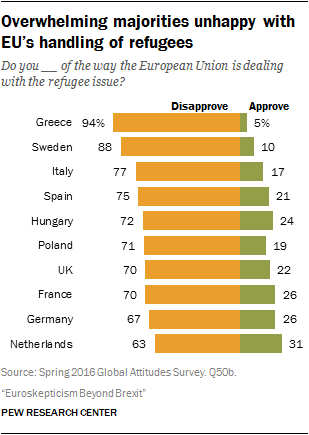 Overwhelming majorities unhappy with
EU's handling of refugees
Do you __ of the way the European Union is dealing
with the refugee issue?
Disapprove Approve
Greece 94% 5%
Sweden 88 10
Italy 77 17
Spain 75 21
Hungary 72 24
Poland 71 19
UK 70 22
France 70 26
Germany 67 26
Netherlands 63 31
Source: Spring 2016 Global Attitudes Survey. Q50b.
"Euroskepticism Beyond Brexit"
PEW RESEARCH CENTER